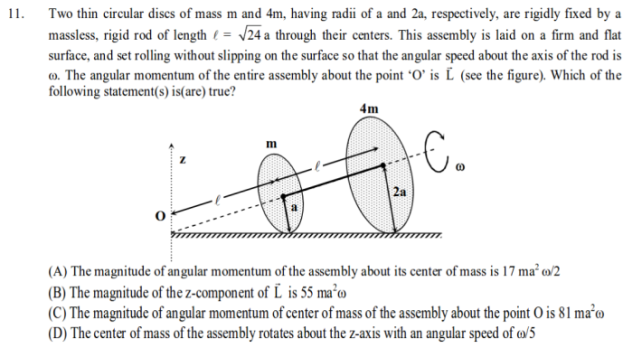 11. Two thin circular discs of mass m and 4m, having radii of a and 2a, respectively, are rigidly fixed by a
massless, rigid rod of length ℓ = √24 a through their centers. This assembly is laid on a firm and flat
surface, and set rolling without slipping on the surface so that the angular speed about the axis of the rod is
ω. The angular momentum of the entire assembly about the point ‘O’ is L⃗ (see the figure). Which of the
following statement(s) is(are) true?
4m
m
z
ω
ℓ
2a
ℓ
a
O
(A) The magnitude of angular momentum of the assembly about its center of mass is 17 ma² ω/2
(B) The magnitude of the z-component of L⃗ is 55 ma²ω
(C) The magnitude of angular momentum of center of mass of the assembly about the point O is 81 ma²ω
(D) The center of mass of the assembly rotates about the z-axis with an angular speed of ω/5